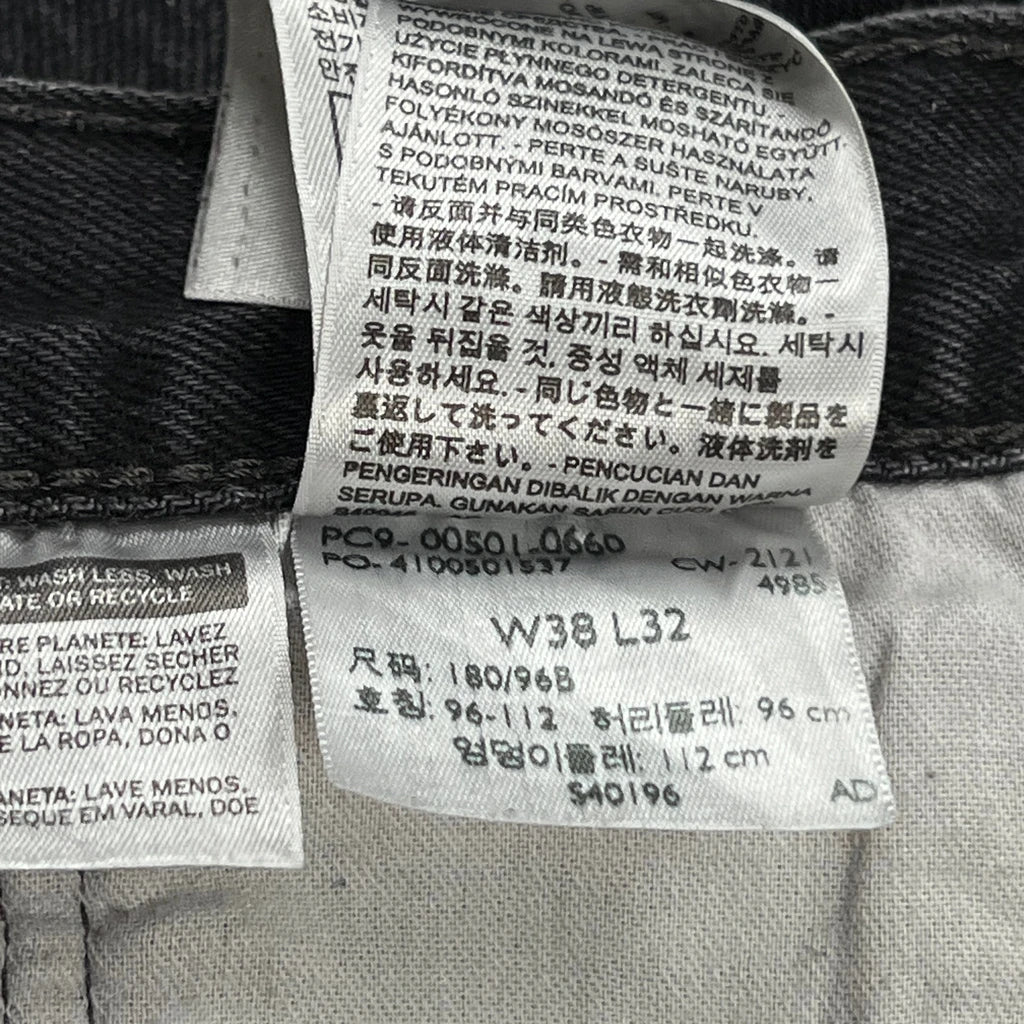 소비
전기
안전
PODOBNYMI KOLORAMI. ZALECA SIĘ
UŻYCIE PŁYNNEGO DETERGENTU. -
KIFORDÍTVA MOSANDÓ ÉS SZÁRÍTANDÓ,
HASONLÓ SZINEKKEL MOSHATÓ EGYÜTT.
FOLYÉKONY MOSÓSZER HASZNÁLATA
AJÁNLOTT. - PERTE A SUŠTE NARUBY,
S PODOBNÝMI BARVAMI. PERTE V
TEKUTÉM PRACÍM PROSTŘEDKU.
- 请反面并与同类色衣物一起洗涤。请
使用液体清洁剂。- 需和相似色衣物一
同反面洗滌。請用液態洗衣劑洗滌。-
세탁시 같은 색상끼리 하십시요. 세탁시
옷을 뒤집을 것. 중성 액체 세제를
사용하세요. - 同じ色物と一緒に製品を
裏返して洗ってください。液体洗剤を
ご使用下さい。- PENCUCIAN DAN
PENGERINGAN DIBALIK DENGAN WARNA
SERUPA. GUNAKAN SABUN CUCI
PC9-00501-0660
PO-4100501537 CW-2121
4985
W38 L32
尺码: 180/96B
호칭: 96-112 허리둘레: 96 cm
엉덩이둘레: 112 cm
S40196 AD
: WASH LESS, WASH
ATE OR RECYCLE
RE PLANETE: LAVEZ
ID, LAISSEZ SECHER
ONNEZ OU RECYCLEZ
NETA: LAVA MENOS,
E LA ROPA, DONA O
ANETA: LAVE MENOS,
SEQUE EM VARAL, DOE